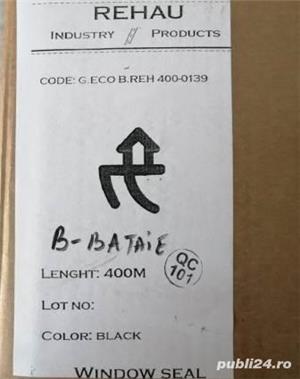 REHAU
INDUSTRY // PRODUCTS
CODE: G.ECO B.REH 400-0139
B-BATAIE
QC
101
LENGHT: 400M
LOT NO:
COLOR: BLACK
WINDOW SEAL
publi24.ro